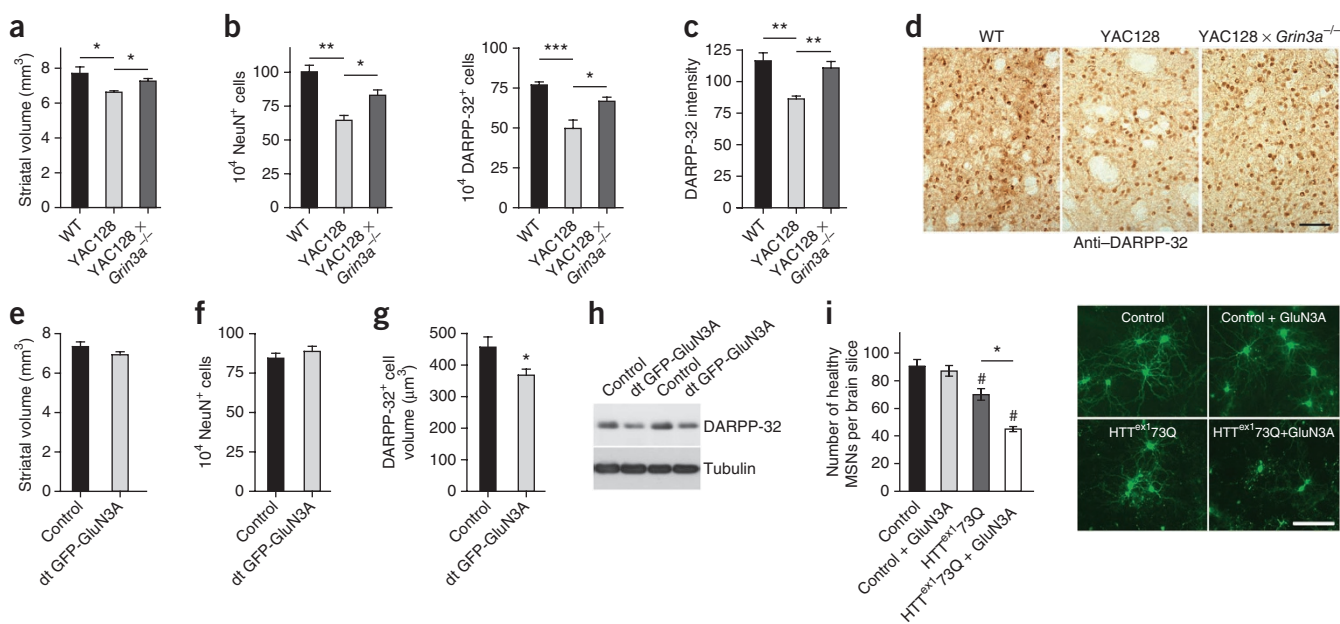 a
Striatal volume (mm³)
8
6
4
2
0
*
*
WT
YAC128
YAC128 ×
Grin3a–/–
b
10⁴ NeuN⁺ cells
100
75
50
25
0
**
*
WT
YAC128
YAC128 ×
Grin3a–/–
10⁴ DARPP-32⁺ cells
100
75
50
25
0
***
*
WT
YAC128
YAC128 ×
Grin3a–/–
c
DARPP-32 intensity
125
100
75
50
25
0
**
**
WT
YAC128
YAC128 ×
Grin3a–/–
d
WT
YAC128
YAC128 × Grin3a–/–
Anti–DARPP-32
e
Striatal volume (mm³)
8
6
4
2
0
Control
dt GFP-GluN3A
f
10⁴ NeuN⁺ cells
100
75
50
25
0
Control
dt GFP-GluN3A
g
DARPP-32⁺ cell
volume (µm³)
500
400
300
200
100
0
*
Control
dt GFP-GluN3A
h
Control
dt GFP-GluN3A
Control
dt GFP-GluN3A
DARPP-32
Tubulin
i
Number of healthy
MSNs per brain slice
100
80
60
40
20
0
#
*
#
Control
Control + GluN3A
HTTᵉˣ¹73Q
HTTᵉˣ¹73Q + GluN3A
Control
Control + GluN3A
HTTᵉˣ¹73Q
HTTᵉˣ¹73Q+GluN3A